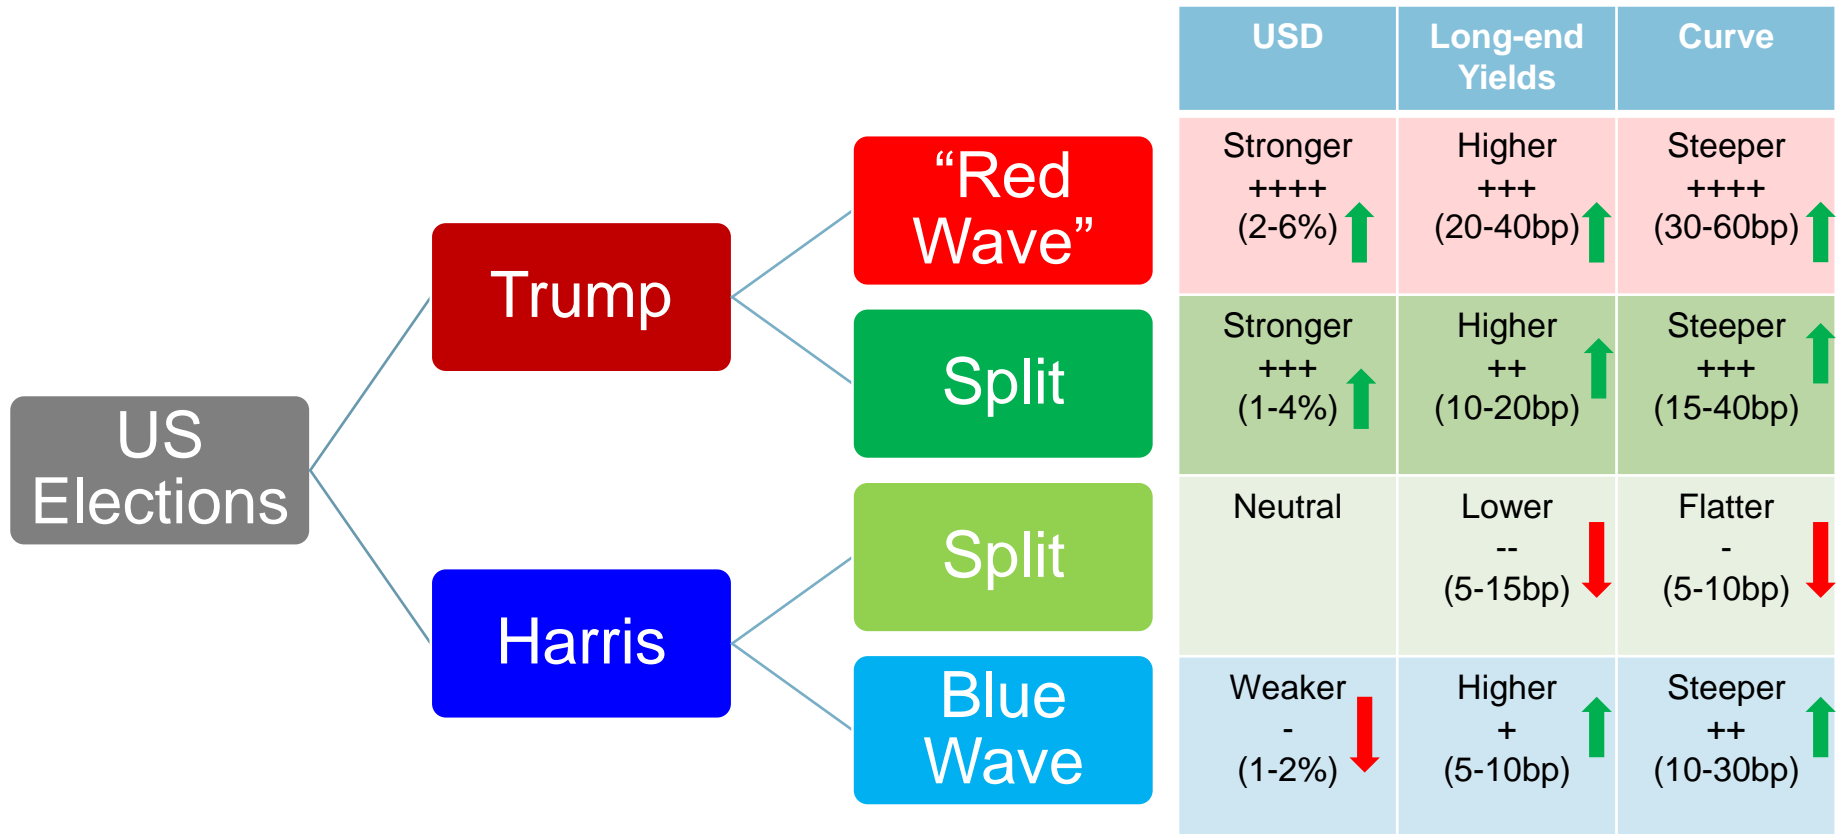 USD
Long-end
Yields
Curve
US
Elections
Trump
Harris
“Red
Wave”
Split
Split
Blue
Wave
Stronger
++++
(2-6%)
Higher
+++
(20-40bp)
Steeper
++++
(30-60bp)
Stronger
+++
(1-4%)
Higher
++
(10-20bp)
Steeper
+++
(15-40bp)
Neutral
Lower
--
(5-15bp)
Flatter
-
(5-10bp)
Weaker
-
(1-2%)
Higher
+
(5-10bp)
Steeper
++
(10-30bp)